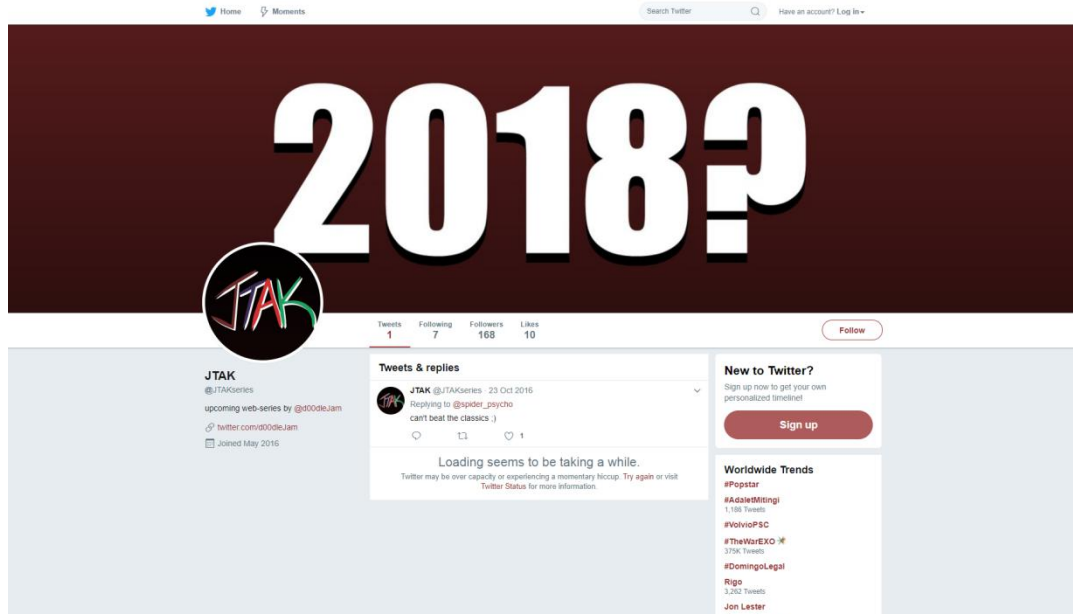 Home Moments Search Twitter Have an account? Log in
2018?
JTAK
Tweets Following Followers Likes
1 7 168 10
Follow
JTAK
@JTAKseries
upcoming web-series by @d00dleJam
twitter.com/d00dleJam
Joined May 2016
Tweets & replies
JTAK @JTAKseries · 23 Oct 2016
Replying to @spider_psycho
can't beat the classics ;)
1
Loading seems to be taking a while.
Twitter may be over capacity or experiencing a momentary hiccup. Try again or visit
Twitter Status for more information.
New to Twitter?
Sign up now to get your own
personalized timeline!
Sign up
Worldwide Trends
#Popstar
#AdaletMitingi
1,186 Tweets
#VolvioPSC
#TheWarEXO
375K Tweets
#DomingoLegal
Rigo
3,262 Tweets
Jon Lester